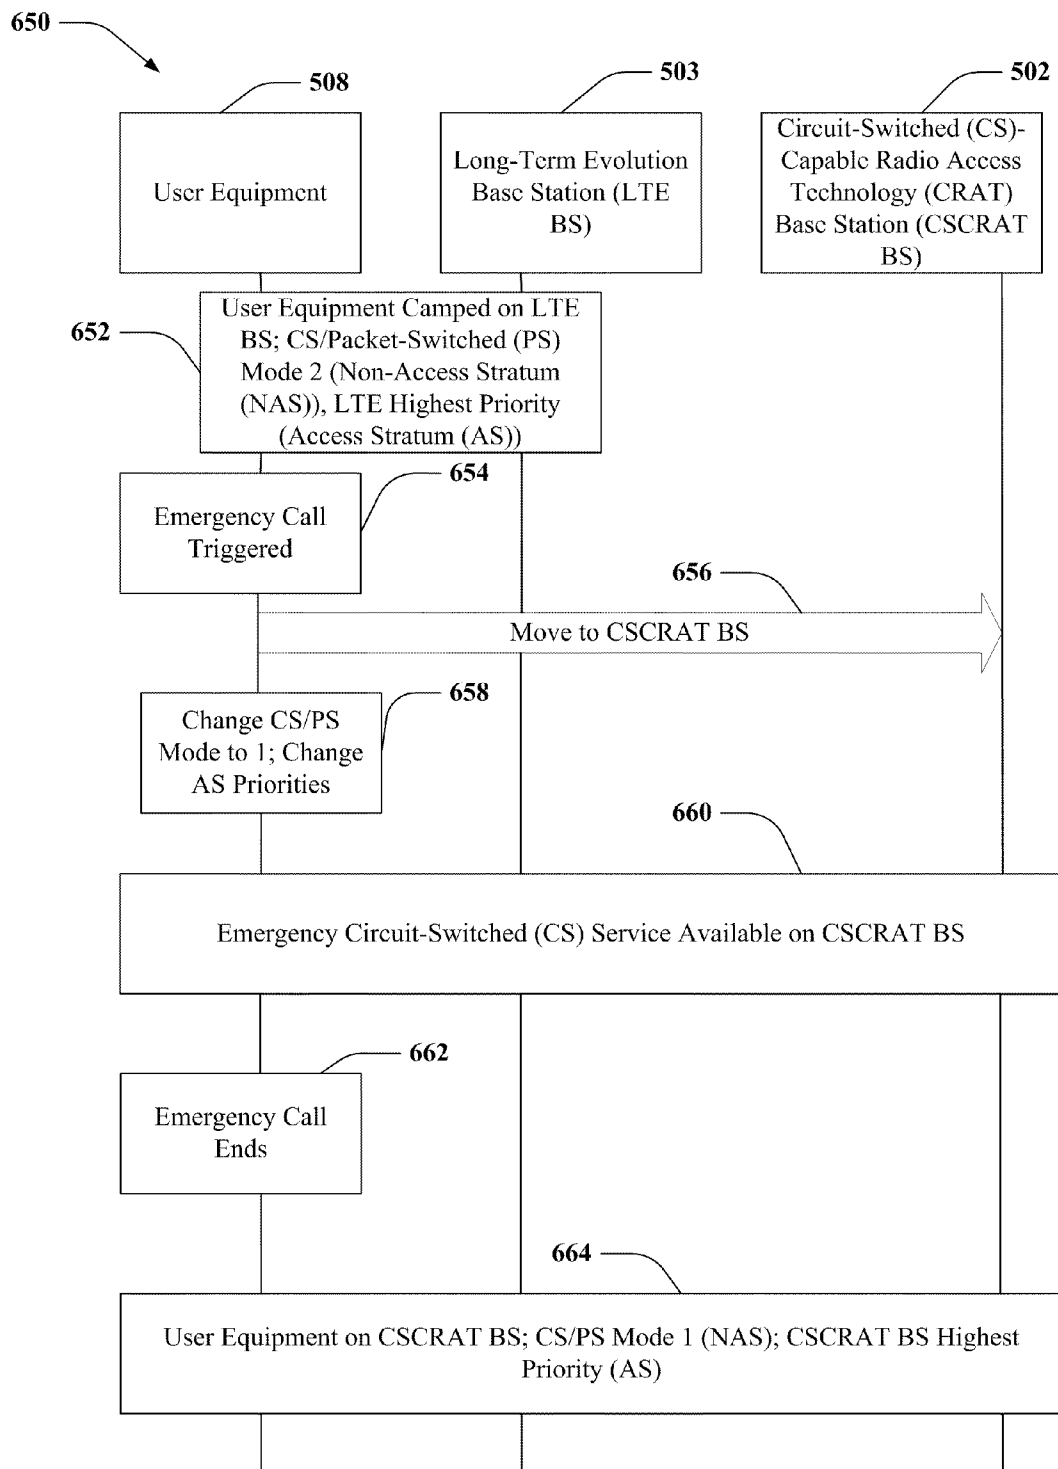 650
508
503
502
User Equipment
Long-Term Evolution
Base Station (LTE
BS)
Circuit-Switched (CS)-
Capable Radio Access
Technology (CRAT)
Base Station (CSCRAT
BS)
652
User Equipment Camped on LTE
BS; CS/Packet-Switched (PS)
Mode 2 (Non-Access Stratum
(NAS)), LTE Highest Priority
(Access Stratum (AS))
654
Emergency Call
Triggered
656
Move to CSCRAT BS
658
Change CS/PS
Mode to 1; Change
AS Priorities
660
Emergency Circuit-Switched (CS) Service Available on CSCRAT BS
662
Emergency Call
Ends
664
User Equipment on CSCRAT BS; CS/PS Mode 1 (NAS); CSCRAT BS Highest
Priority (AS)